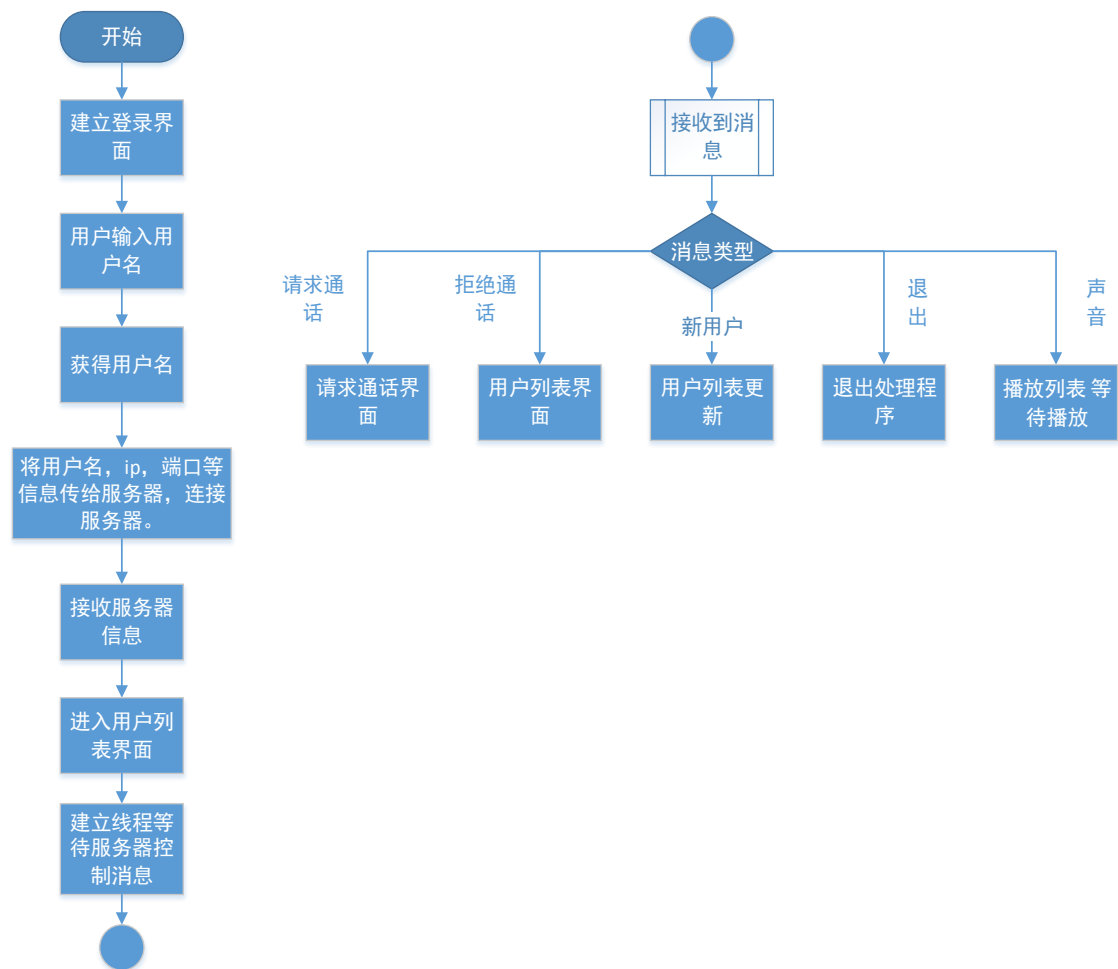 开始
建立登录界
面
用户输入用
户名
获得用户名
将用户名，ip，端口等
信息传给服务器，连接
服务器。
接收服务器
信息
进入用户列
表界面
建立线程等
待服务器控
制消息
接收到消
息
消息类型
请求通
话
拒绝通
话
新用户
退
出
声
音
请求通话界
面
用户列表界
面
用户列表更
新
退出处理程
序
播放列表 等
待播放